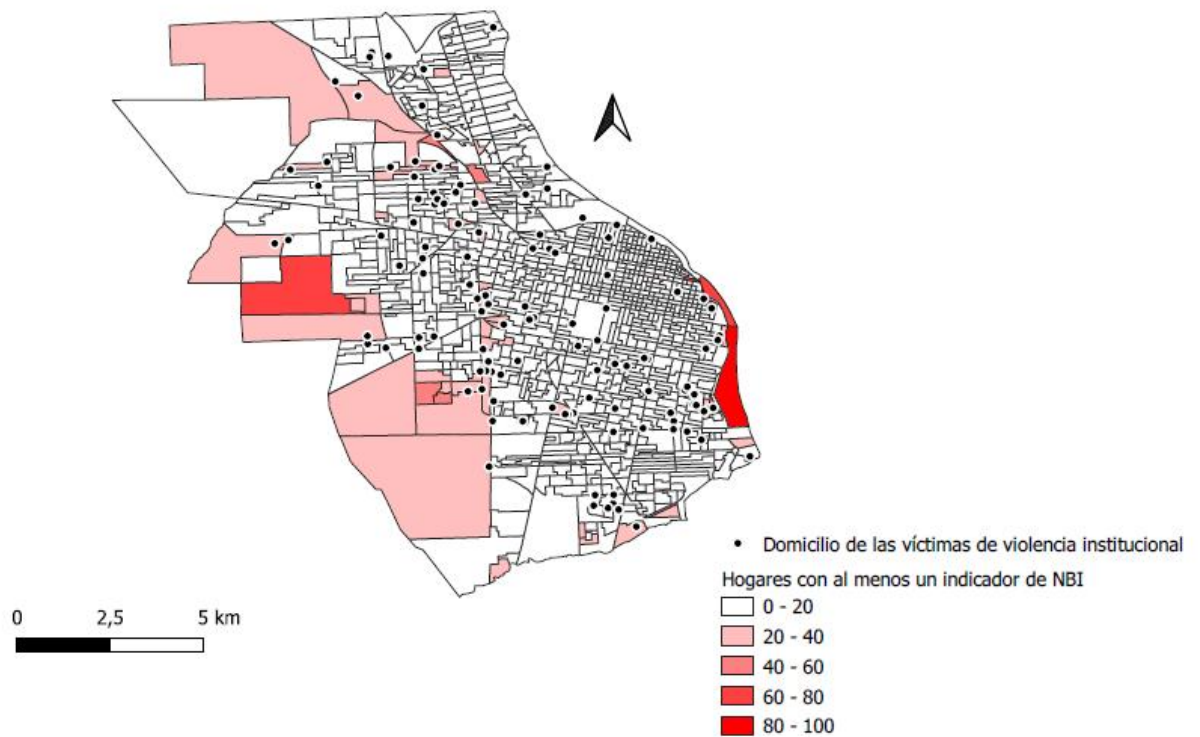 Domicilio de las víctimas de violencia institucional
Hogares con al menos un indicador de NBI
0 - 20
20 - 40
40 - 60
60 - 80
80 - 100
0 2,5 5 km